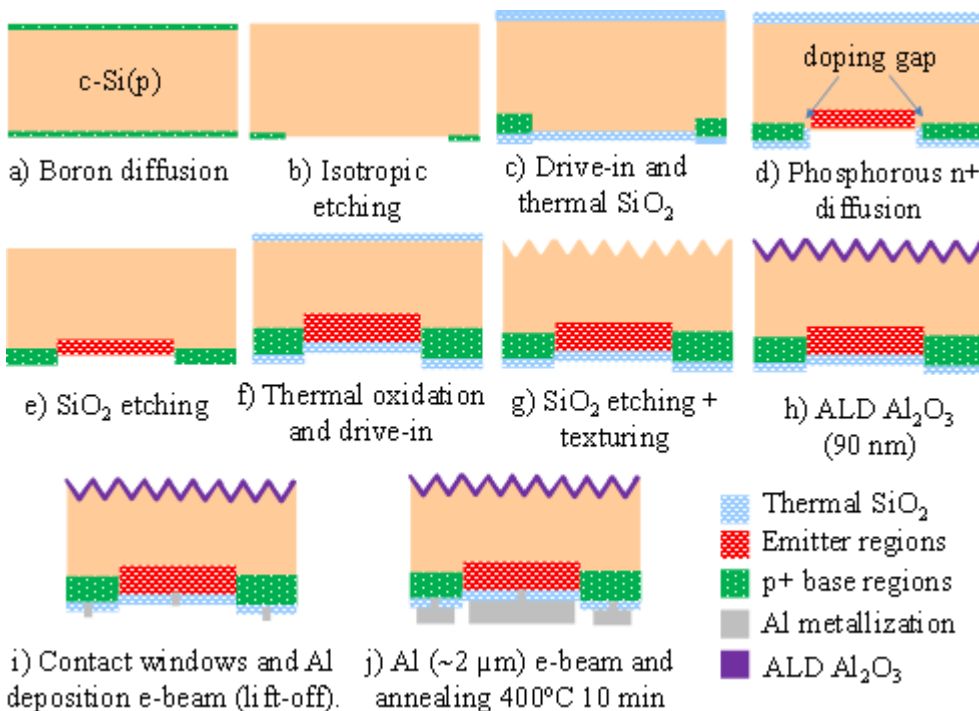 c-Si(p)
doping gap
a) Boron diffusion
b) Isotropic
etching
c) Drive-in and
thermal SiO₂
d) Phosphorous n+
diffusion
e) SiO₂ etching
f) Thermal oxidation
and drive-in
g) SiO₂ etching +
texturing
h) ALD Al₂O₃
(90 nm)
i) Contact windows and Al
deposition e-beam (lift-off).
j) Al (~2 μm) e-beam and
annealing 400°C 10 min
Thermal SiO₂
Emitter regions
p+ base regions
Al metallization
ALD Al₂O₃